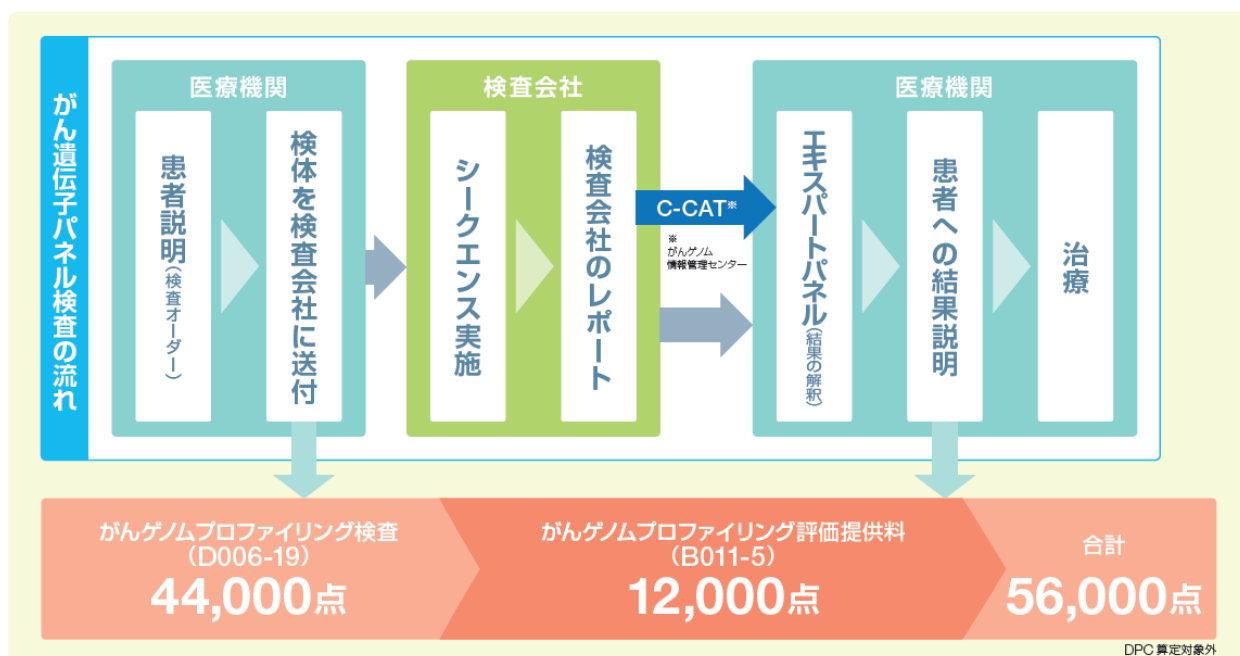 がん遺伝子パネル検査の流れ
医療機関
患者説明(検査オーダー)
検体を検査会社に送付
検査会社
シークエンス実施
検査会社のレポート
C-CAT※
※
がんゲノム
情報管理センター
医療機関
エキスパートパネル(結果の解釈)
患者への結果説明
治療
がんゲノムプロファイリング検査
(D006-19)
44,000点
がんゲノムプロファイリング評価提供料
(B011-5)
12,000点
合計
56,000点
DPC算定対象外